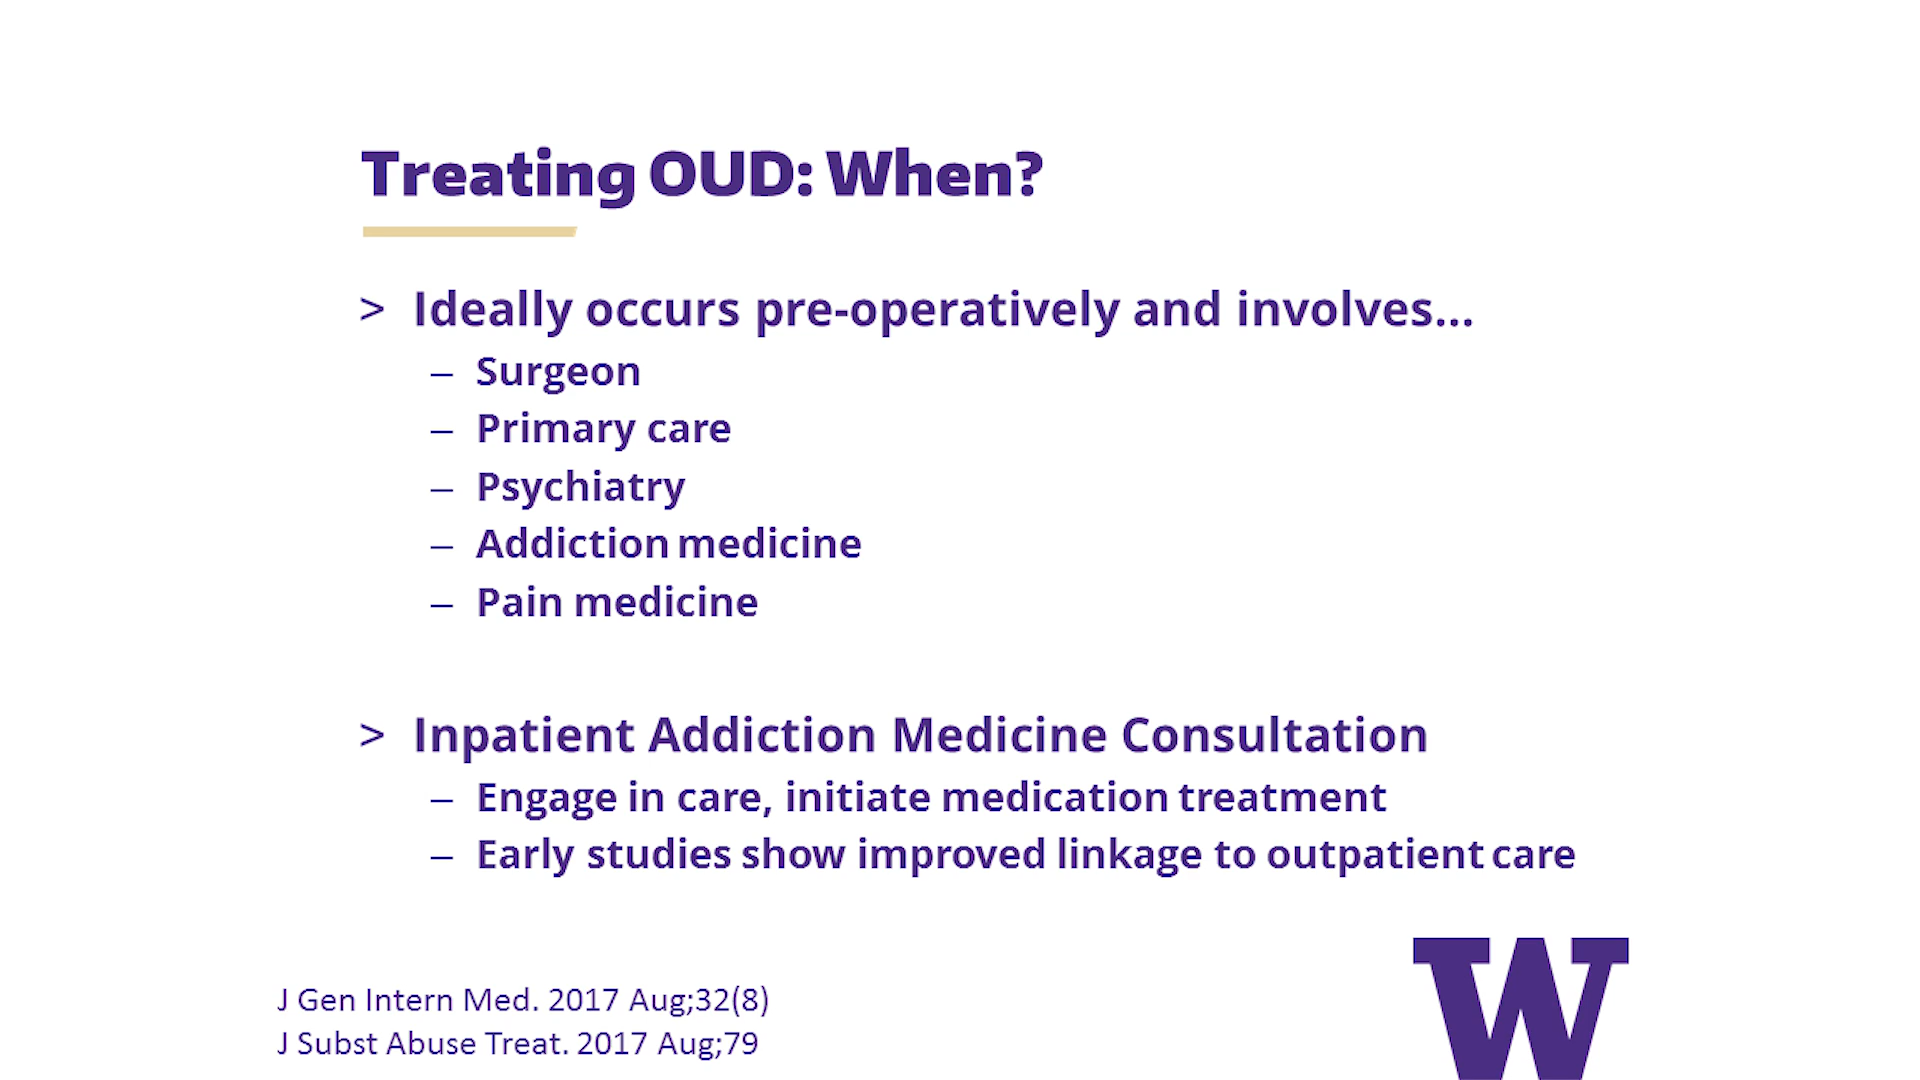 Treating OUD: When?
> Ideally occurs pre-operatively and involves...
– Surgeon
– Primary care
– Psychiatry
– Addiction medicine
– Pain medicine
> Inpatient Addiction Medicine Consultation
– Engage in care, initiate medication treatment
– Early studies show improved linkage to outpatient care
J Gen Intern Med. 2017 Aug;32(8)
J Subst Abuse Treat. 2017 Aug;79
W